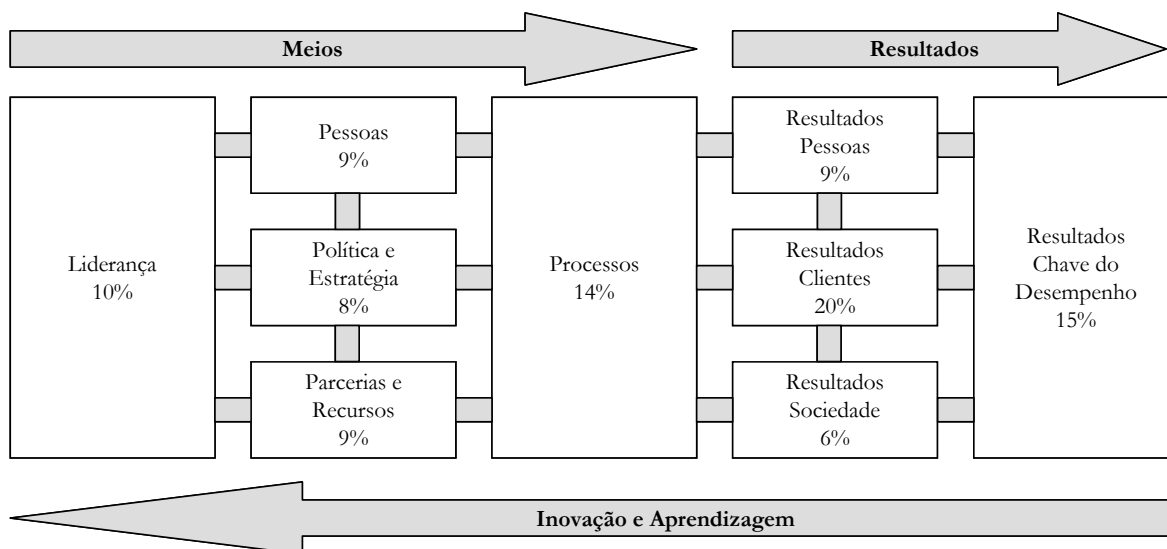 Meios
Resultados
Liderança
10%
Pessoas
9%
Política e
Estratégia
8%
Parcerias e
Recursos
9%
Processos
14%
Resultados
Pessoas
9%
Resultados
Clientes
20%
Resultados
Sociedade
6%
Resultados
Chave do
Desempenho
15%
Inovação e Aprendizagem